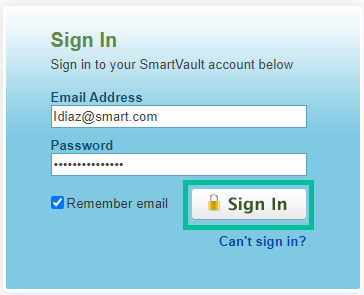 Sign In
Sign in to your SmartVault account below
Email Address
ldiaz@smart.com
Password
•••••••••••••••
Remember email
Sign In
Can't sign in?